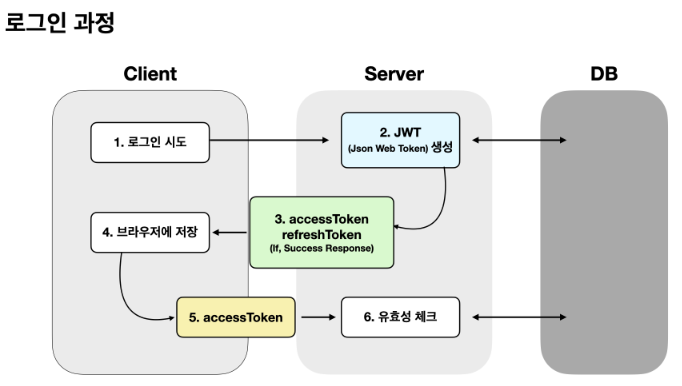 로그인 과정
Client
Server
DB
1. 로그인 시도
2. JWT
(Json Web Token) 생성
3. accessToken
refreshToken
(If, Success Response)
4. 브라우저에 저장
5. accessToken
6. 유효성 체크